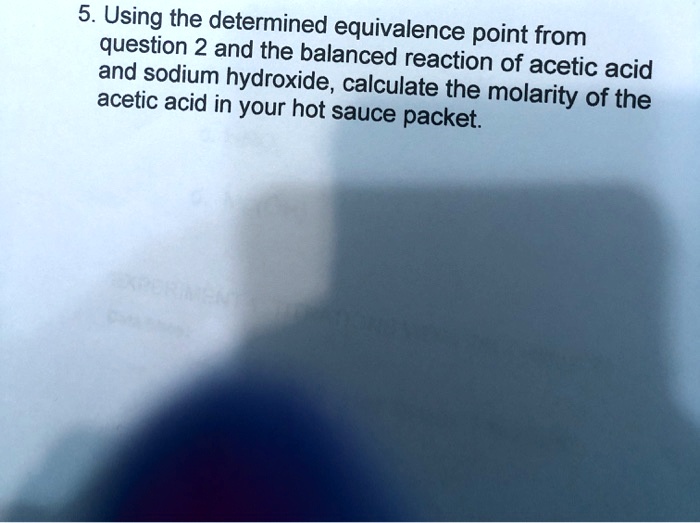 5. Using the determined equivalence point from
question 2 and the balanced reaction of acetic acid
and sodium hydroxide, calculate the molarity of the
acetic acid in your hot sauce packet.